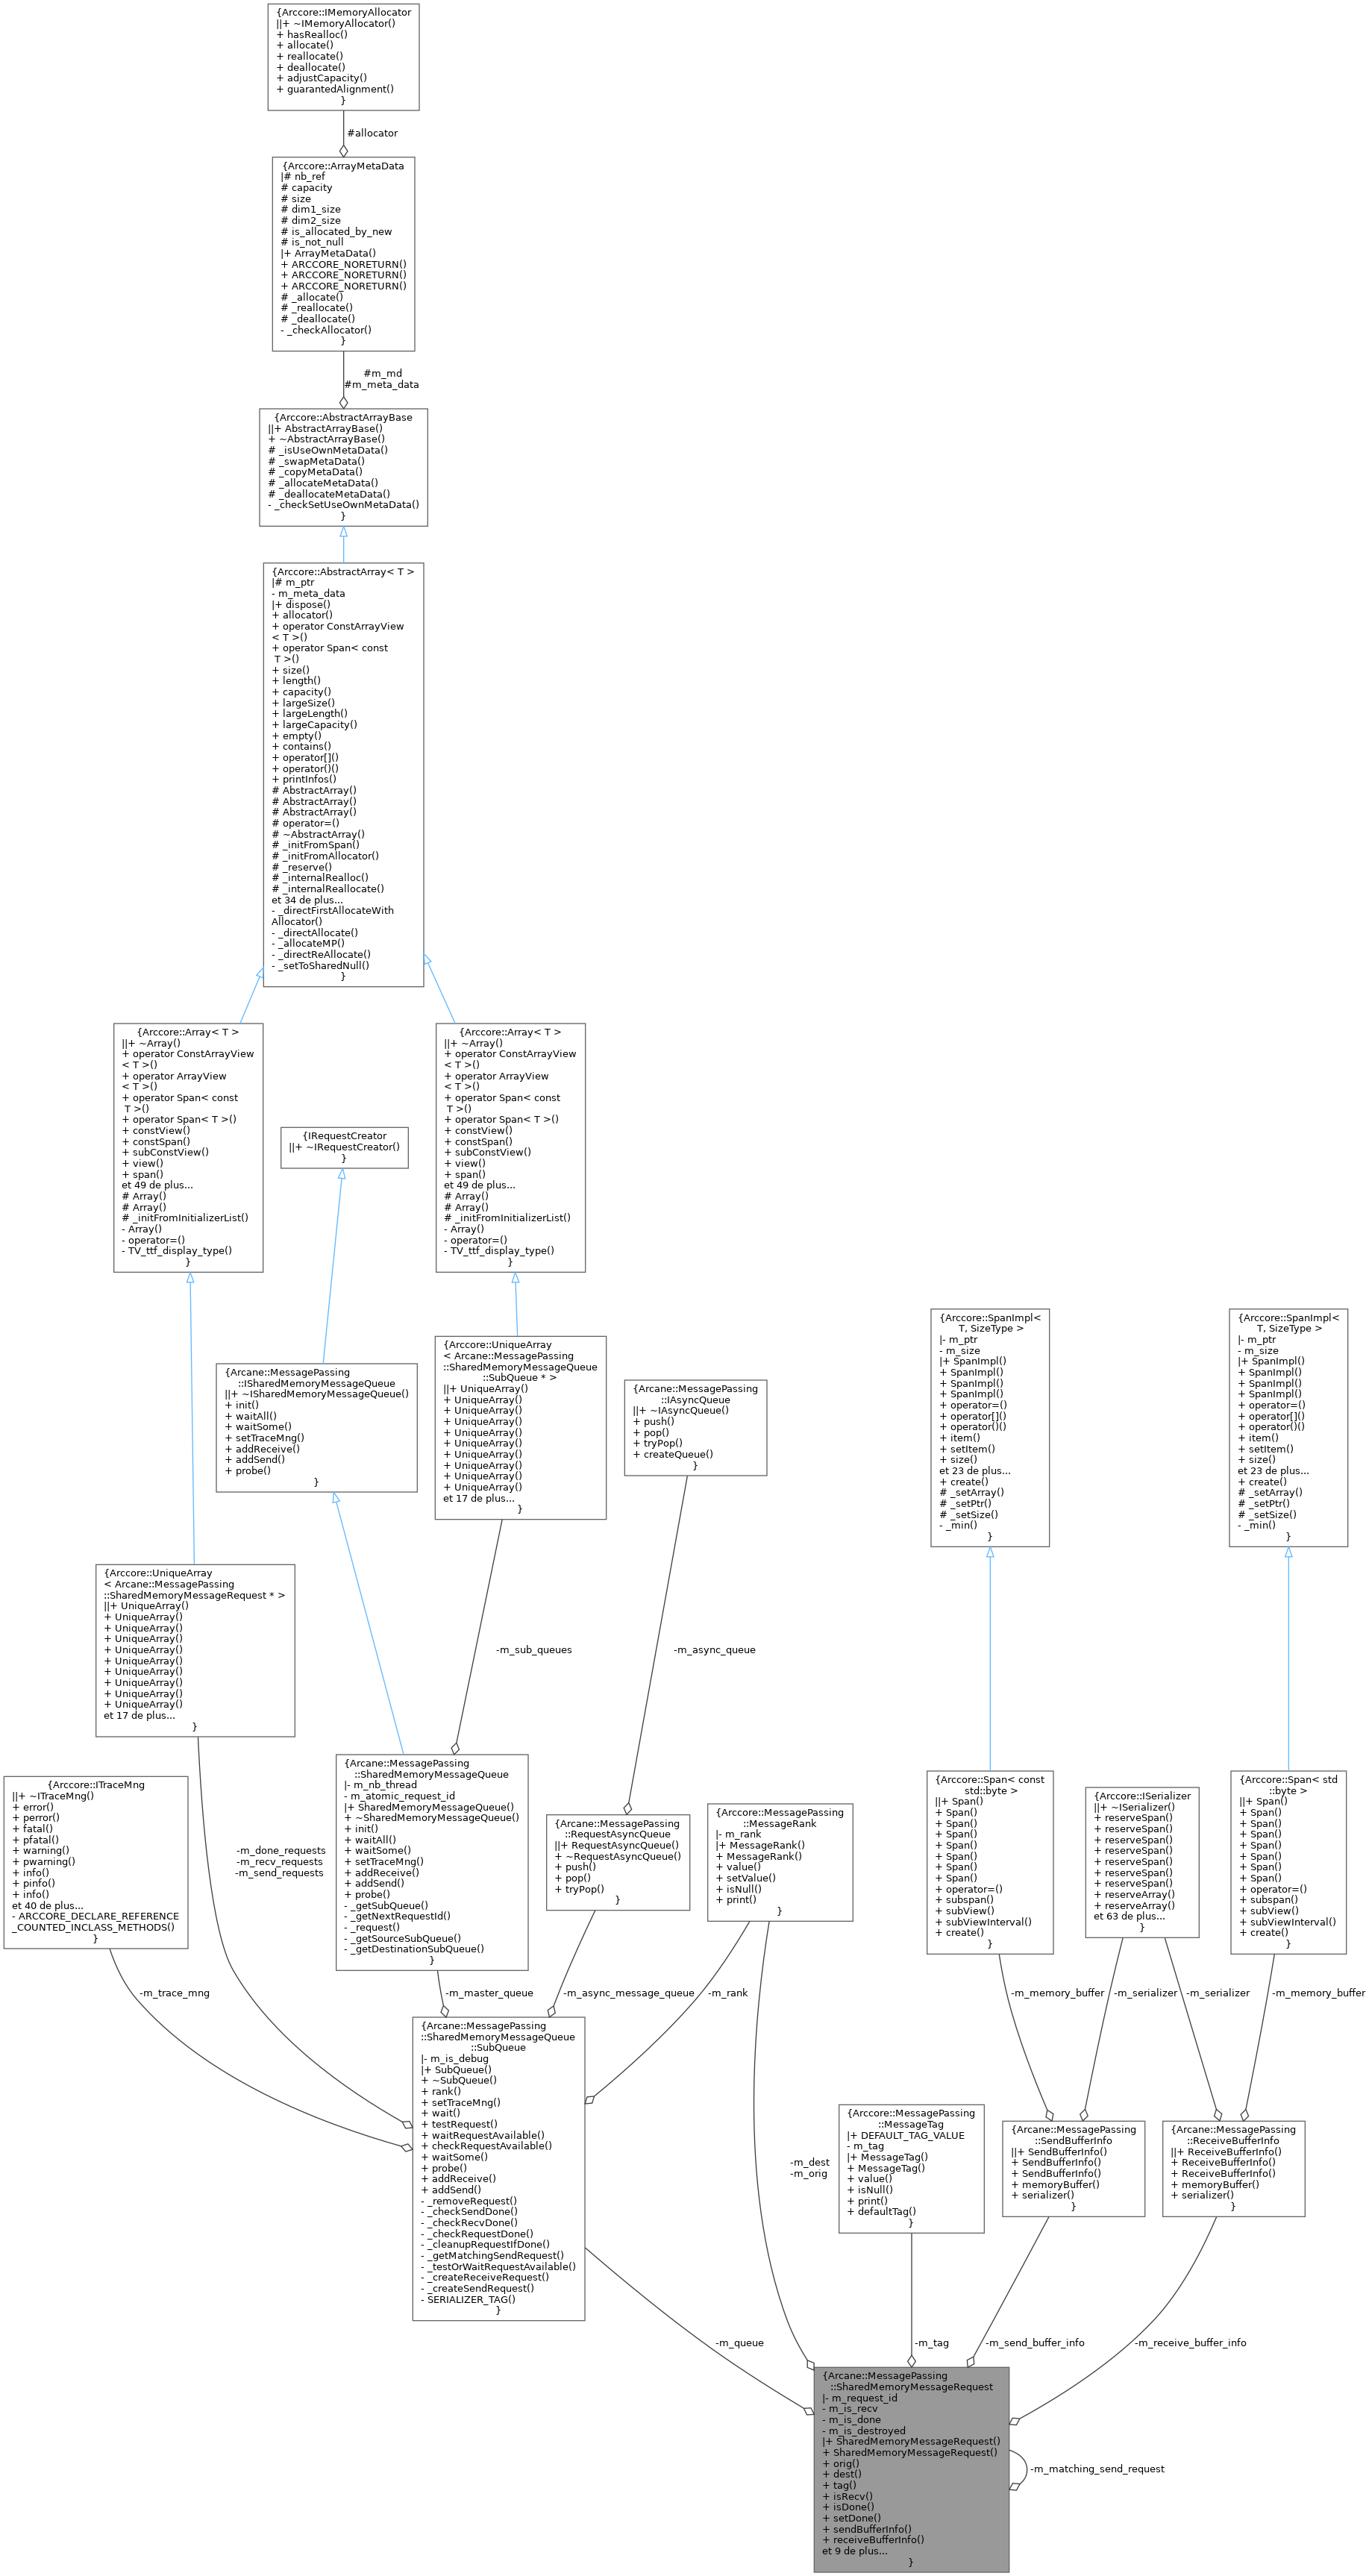 {Arccore::IMemoryAllocator
||+ ~IMemoryAllocator()
+ hasRealloc()
+ allocate()
+ reallocate()
+ deallocate()
+ adjustCapacity()
+ guarantedAlignment()
}
#allocator
{Arccore::ArrayMetaData
|# nb_ref
# capacity
# size
# dim1_size
# dim2_size
# is_allocated_by_new
# is_not_null
|+ ArrayMetaData()
+ ARCCORE_NORETURN()
+ ARCCORE_NORETURN()
+ ARCCORE_NORETURN()
# _allocate()
# _reallocate()
# _deallocate()
- _checkAllocator()
}
#m_md
#m_meta_data
{Arccore::AbstractArrayBase
||+ AbstractArrayBase()
+ ~AbstractArrayBase()
# _isUseOwnMetaData()
# _swapMetaData()
# _copyMetaData()
# _allocateMetaData()
# _deallocateMetaData()
- _checkSetUseOwnMetaData()
}
{Arccore::AbstractArray< T >
|# m_ptr
- m_meta_data
|+ dispose()
+ allocator()
+ operator ConstArrayView
< T >()
+ operator Span< const
 T >()
+ size()
+ length()
+ capacity()
+ largeSize()
+ largeLength()
+ largeCapacity()
+ empty()
+ contains()
+ operator[]()
+ operator()()
+ printInfos()
# AbstractArray()
# AbstractArray()
# AbstractArray()
# operator=()
# ~AbstractArray()
# _initFromSpan()
# _initFromAllocator()
# _reserve()
# _internalRealloc()
# _internalReallocate()
et 34 de plus...
- _directFirstAllocateWith
Allocator()
- _directAllocate()
- _allocateMP()
- _directReAllocate()
- _setToSharedNull()
}
{Arccore::Array< T >
||+ ~Array()
+ operator ConstArrayView
< T >()
+ operator ArrayView
< T >()
+ operator Span< const
 T >()
+ operator Span< T >()
+ constView()
+ constSpan()
+ subConstView()
+ view()
+ span()
et 49 de plus...
# Array()
# Array()
# _initFromInitializerList()
- Array()
- operator=()
- TV_ttf_display_type()
}
{IRequestCreator
||+ ~IRequestCreator()
}
{Arccore::Array< T >
||+ ~Array()
+ operator ConstArrayView
< T >()
+ operator ArrayView
< T >()
+ operator Span< const
 T >()
+ operator Span< T >()
+ constView()
+ constSpan()
+ subConstView()
+ view()
+ span()
et 49 de plus...
# Array()
# Array()
# _initFromInitializerList()
- Array()
- operator=()
- TV_ttf_display_type()
}
{Arcane::MessagePassing
::ISharedMemoryMessageQueue
||+ ~ISharedMemoryMessageQueue()
+ init()
+ waitAll()
+ waitSome()
+ setTraceMng()
+ addReceive()
+ addSend()
+ probe()
}
{Arccore::UniqueArray
< Arcane::MessagePassing
::SharedMemoryMessageQueue
::SubQueue * >
||+ UniqueArray()
+ UniqueArray()
+ UniqueArray()
+ UniqueArray()
+ UniqueArray()
+ UniqueArray()
+ UniqueArray()
+ UniqueArray()
+ UniqueArray()
+ UniqueArray()
et 17 de plus...
}
{Arcane::MessagePassing
::IAsyncQueue
||+ ~IAsyncQueue()
+ push()
+ pop()
+ tryPop()
+ createQueue()
}
{Arccore::SpanImpl<
T, SizeType >
|- m_ptr
- m_size
|+ SpanImpl()
+ SpanImpl()
+ SpanImpl()
+ SpanImpl()
+ operator=()
+ operator[]()
+ operator()()
+ item()
+ setItem()
+ size()
et 23 de plus...
+ create()
# _setArray()
# _setPtr()
# _setSize()
- _min()
}
{Arccore::SpanImpl<
T, SizeType >
|- m_ptr
- m_size
|+ SpanImpl()
+ SpanImpl()
+ SpanImpl()
+ SpanImpl()
+ operator=()
+ operator[]()
+ operator()()
+ item()
+ setItem()
+ size()
et 23 de plus...
+ create()
# _setArray()
# _setPtr()
# _setSize()
- _min()
}
{Arccore::UniqueArray
< Arcane::MessagePassing
::SharedMemoryMessageRequest * >
||+ UniqueArray()
+ UniqueArray()
+ UniqueArray()
+ UniqueArray()
+ UniqueArray()
+ UniqueArray()
+ UniqueArray()
+ UniqueArray()
+ UniqueArray()
+ UniqueArray()
et 17 de plus...
}
-m_sub_queues
-m_async_queue
{Arccore::ITraceMng
||+ ~ITraceMng()
+ error()
+ perror()
+ fatal()
+ pfatal()
+ warning()
+ pwarning()
+ info()
+ pinfo()
+ info()
et 40 de plus...
- ARCCORE_DECLARE_REFERENCE
_COUNTED_INCLASS_METHODS()
}
-m_done_requests
-m_recv_requests
-m_send_requests
{Arcane::MessagePassing
::SharedMemoryMessageQueue
|- m_nb_thread
- m_atomic_request_id
|+ SharedMemoryMessageQueue()
+ ~SharedMemoryMessageQueue()
+ init()
+ waitAll()
+ waitSome()
+ setTraceMng()
+ addReceive()
+ addSend()
+ probe()
- _getSubQueue()
- _getNextRequestId()
- _request()
- _getSourceSubQueue()
- _getDestinationSubQueue()
}
{Arcane::MessagePassing
::RequestAsyncQueue
||+ RequestAsyncQueue()
+ ~RequestAsyncQueue()
+ push()
+ pop()
+ tryPop()
}
{Arccore::MessagePassing
::MessageRank
|- m_rank
|+ MessageRank()
+ MessageRank()
+ value()
+ setValue()
+ isNull()
+ print()
}
{Arccore::Span< const
std::byte >
||+ Span()
+ Span()
+ Span()
+ Span()
+ Span()
+ Span()
+ Span()
+ Span()
+ operator=()
+ subspan()
+ subView()
+ subViewInterval()
+ create()
}
{Arccore::ISerializer
||+ ~ISerializer()
+ reserveSpan()
+ reserveSpan()
+ reserveSpan()
+ reserveSpan()
+ reserveSpan()
+ reserveSpan()
+ reserveSpan()
+ reserveArray()
+ reserveArray()
et 63 de plus...
}
{Arccore::Span< std
::byte >
||+ Span()
+ Span()
+ Span()
+ Span()
+ Span()
+ Span()
+ Span()
+ Span()
+ operator=()
+ subspan()
+ subView()
+ subViewInterval()
+ create()
}
-m_trace_mng
-m_master_queue
-m_async_message_queue
-m_rank
-m_memory_buffer
-m_serializer
-m_serializer
-m_memory_buffer
{Arcane::MessagePassing
::SharedMemoryMessageQueue
::SubQueue
|- m_is_debug
|+ SubQueue()
+ ~SubQueue()
+ rank()
+ setTraceMng()
+ wait()
+ testRequest()
+ waitRequestAvailable()
+ checkRequestAvailable()
+ waitSome()
+ probe()
+ addReceive()
+ addSend()
- _removeRequest()
- _checkSendDone()
- _checkRecvDone()
- _checkRequestDone()
- _cleanupRequestIfDone()
- _getMatchingSendRequest()
- _testOrWaitRequestAvailable()
- _createReceiveRequest()
- _createSendRequest()
- SERIALIZER_TAG()
}
-m_dest
-m_orig
{Arccore::MessagePassing
::MessageTag
|+ DEFAULT_TAG_VALUE
- m_tag
|+ MessageTag()
+ MessageTag()
+ value()
+ isNull()
+ print()
+ defaultTag()
}
{Arcane::MessagePassing
::SendBufferInfo
||+ SendBufferInfo()
+ SendBufferInfo()
+ SendBufferInfo()
+ memoryBuffer()
+ serializer()
}
{Arcane::MessagePassing
::ReceiveBufferInfo
||+ ReceiveBufferInfo()
+ ReceiveBufferInfo()
+ ReceiveBufferInfo()
+ memoryBuffer()
+ serializer()
}
-m_queue
-m_tag
-m_send_buffer_info
-m_receive_buffer_info
{Arcane::MessagePassing
::SharedMemoryMessageRequest
|- m_request_id
- m_is_recv
- m_is_done
- m_is_destroyed
|+ SharedMemoryMessageRequest()
+ SharedMemoryMessageRequest()
+ orig()
+ dest()
+ tag()
+ isRecv()
+ isDone()
+ setDone()
+ sendBufferInfo()
+ receiveBufferInfo()
et 9 de plus...
}
-m_matching_send_request